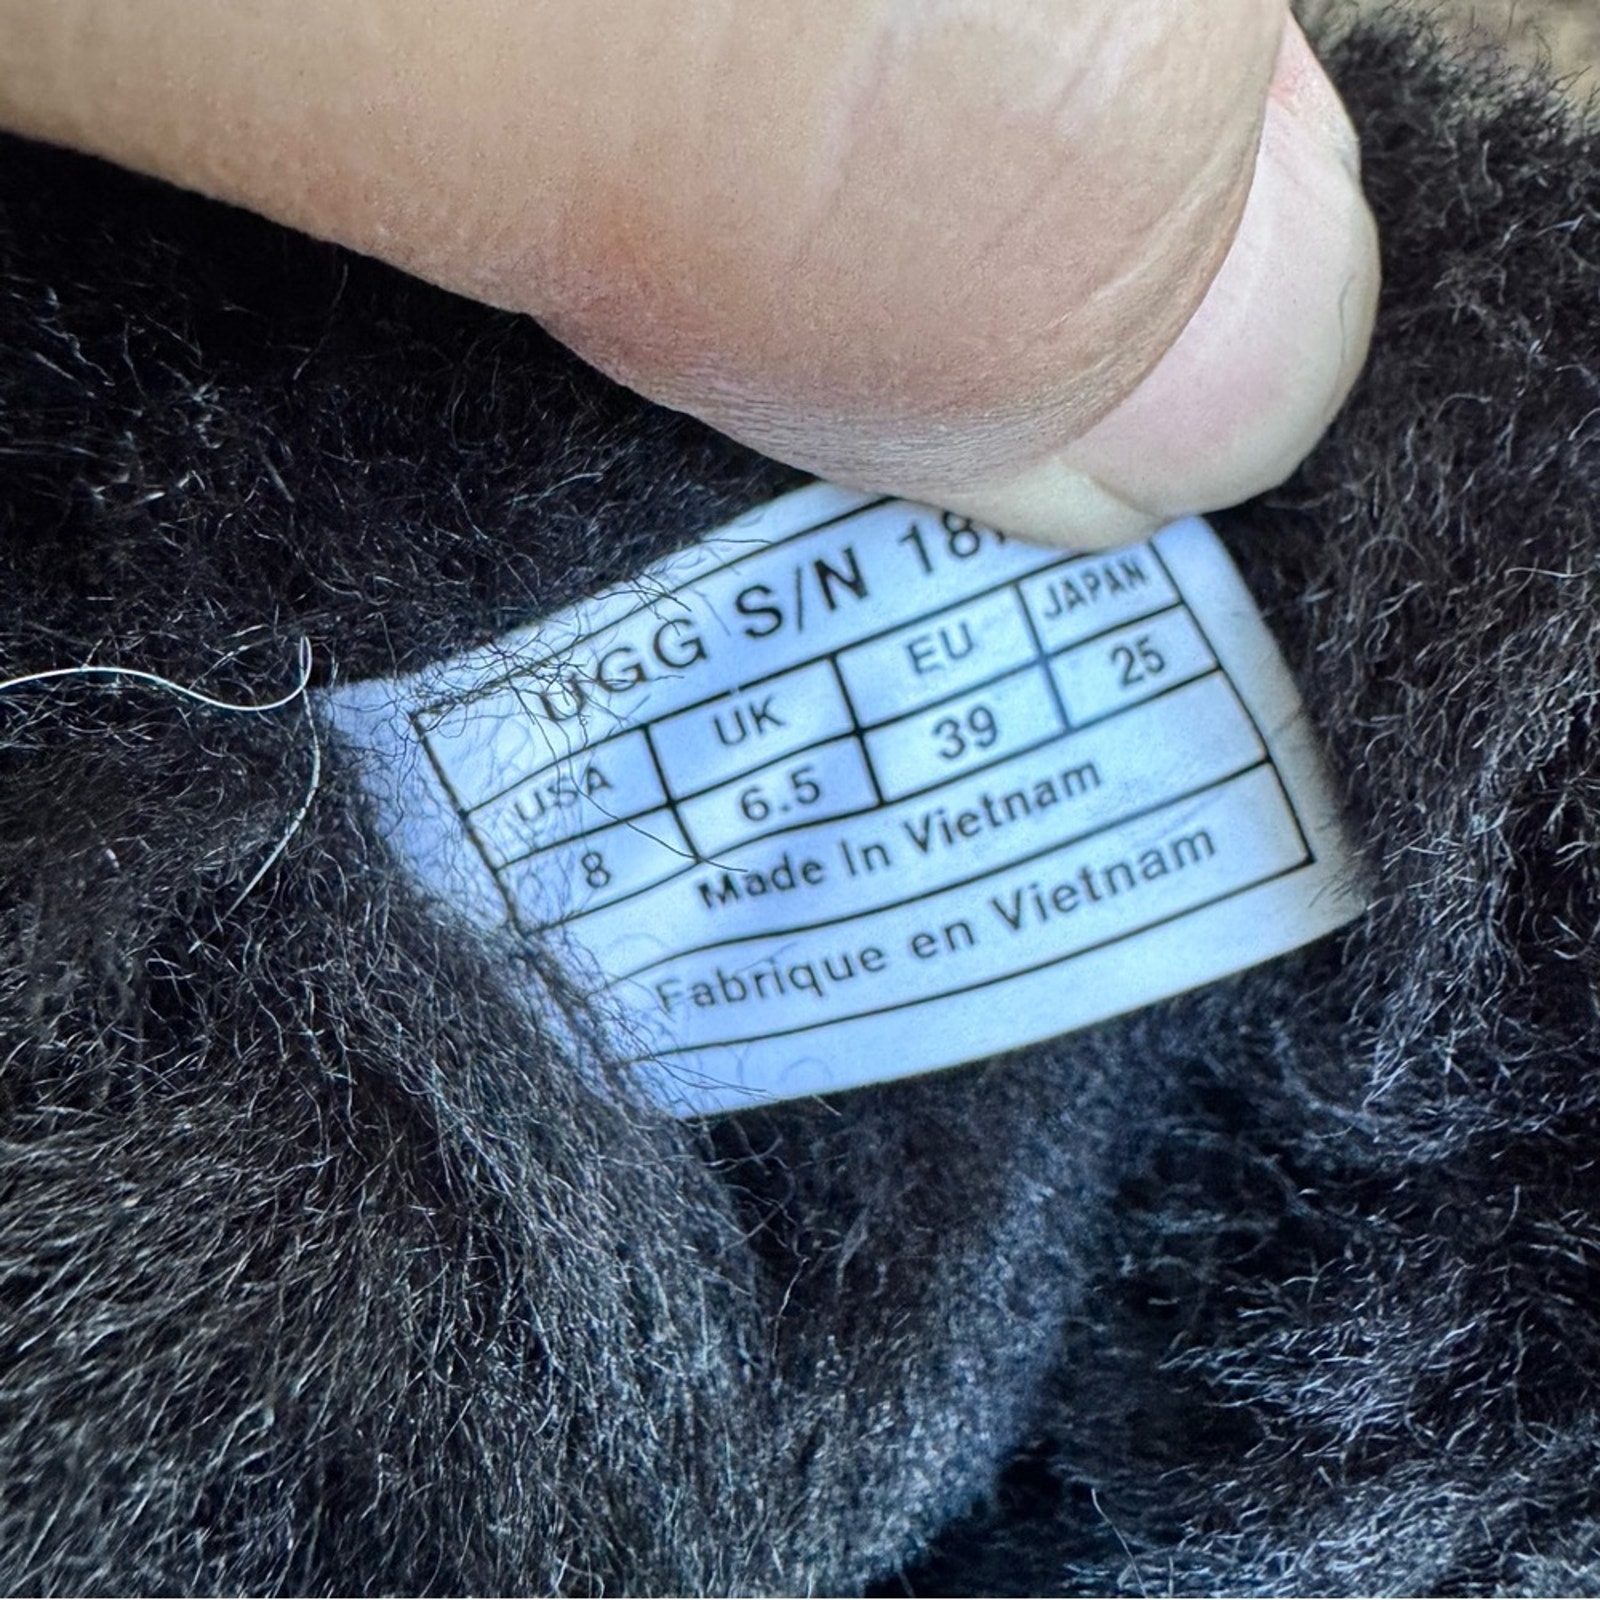 UGG S/N 18
USA UK EU JAPAN
8 6.5 39 25
Made In Vietnam
Fabrique en Vietnam